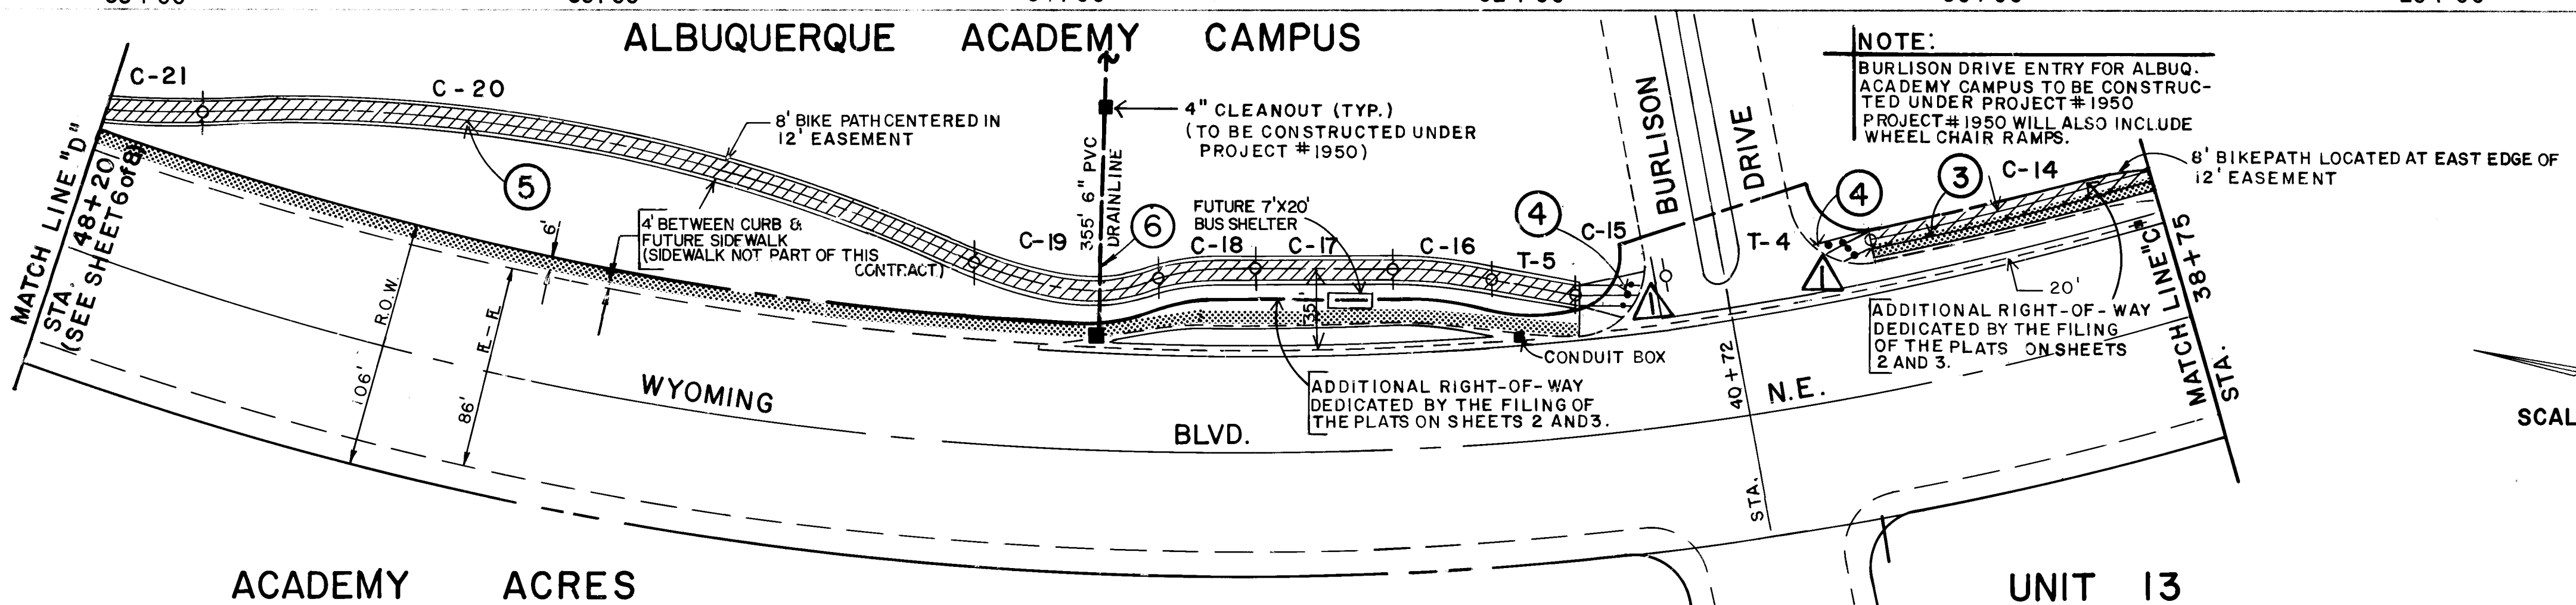 ALBUQUERQUE ACADEMY CAMPUS
NOTE:
BURLISON DRIVE ENTRY FOR ALBUQ.
ACADEMY CAMPUS TO BE CONSTRUC-
TED UNDER PROJECT # 1950
PROJECT # 1950 WILL ALSO INCLUDE
WHEEL CHAIR RAMPS.
C-21
C-20
8' BIKE PATH CENTERED IN
12' EASEMENT
4" CLEANOUT (TYP.)
(TO BE CONSTRUCTED UNDER
PROJECT #1950)
355' 6" PVC
DRAINLINE
BURLISON
DRIVE
8' BIKEPATH LOCATED AT EAST EDGE OF
12' EASEMENT
MATCH LINE "D"
STA. 48+20
(SEE SHEET 6 of 8)
5
4' BETWEEN CURB &
FUTURE SIDEWALK
(SIDEWALK NOT PART OF THIS
CONTRACT)
6'
C-19
6
FUTURE 7'X20'
BUS SHELTER
C-18
C-17
C-16
T-5
4
C-15
T-4
4
3
C-14
35'
20'
ADDITIONAL RIGHT-OF-WAY
DEDICATED BY THE FILING
OF THE PLATS ON SHEETS
2 AND 3.
MATCH LINE "C"
STA. 38+75
106'
R.O.W.
86'
FL-FL
CONDUIT BOX
ADDITIONAL RIGHT-OF-WAY
DEDICATED BY THE FILING OF
THE PLATS ON SHEETS 2 AND 3.
WYOMING
BLVD.
N.E.
STA. 40+72
SCAL
ACADEMY ACRES
UNIT 13